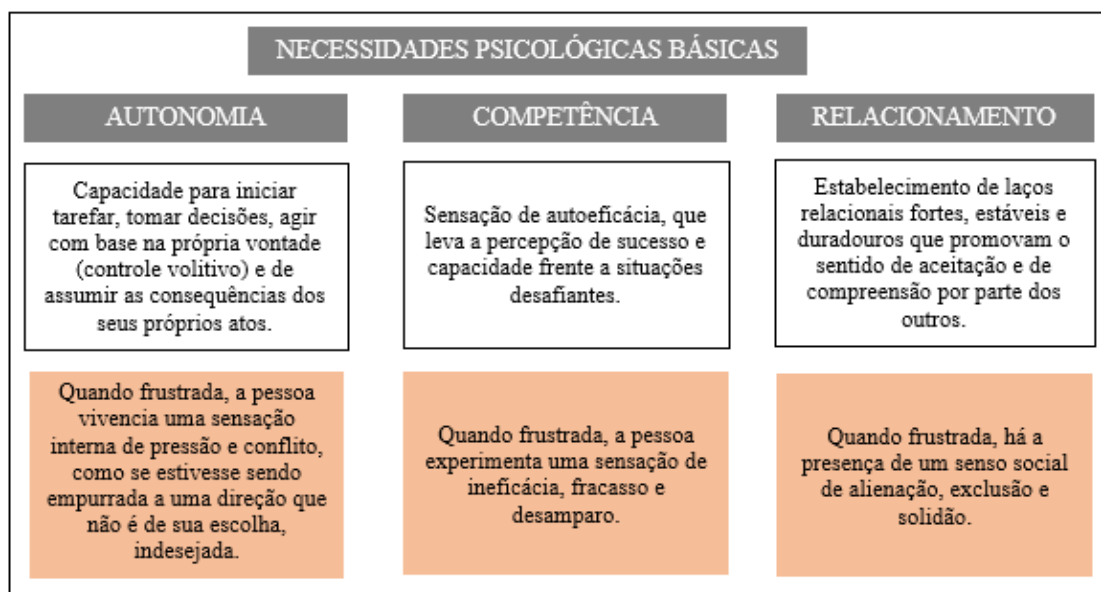 NECESSIDADES PSICOLÓGICAS BÁSICAS
AUTONOMIA
Capacidade para iniciar
tarefar, tomar decisões, agir
com base na própria vontade
(controle volitivo) e de
assumir as consequências dos
seus próprios atos.
Quando frustrada, a pessoa
vivencia uma sensação
interna de pressão e conflito,
como se estivesse sendo
empurrada a uma direção que
não é de sua escolha,
indesejada.
COMPETÊNCIA
Sensação de autoeficácia, que
leva a percepção de sucesso e
capacidade frente a situações
desafiantes.
Quando frustrada, a pessoa
experimenta uma sensação de
ineficácia, fracasso e
desamparo.
RELACIONAMENTO
Estabelecimento de laços
relacionais fortes, estáveis e
duradouros que promovam o
sentido de aceitação e de
compreensão por parte dos
outros.
Quando frustrada, há a
presença de um senso social
de alienação, exclusão e
solidão.